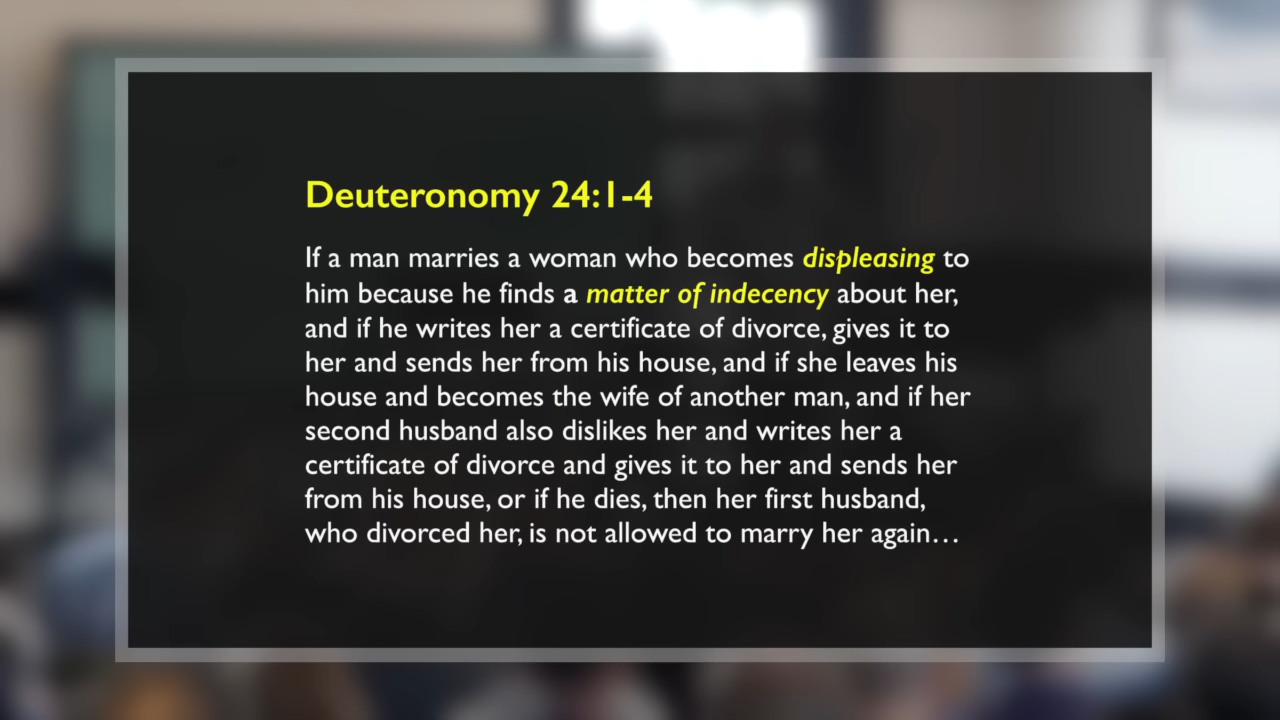 Deuteronomy 24:1-4
If a man marries a woman who becomes displeasing to
him because he finds a matter of indecency about her,
and if he writes her a certificate of divorce, gives it to
her and sends her from his house, and if she leaves his
house and becomes the wife of another man, and if her
second husband also dislikes her and writes her a
certificate of divorce and gives it to her and sends her
from his house, or if he dies, then her first husband,
who divorced her, is not allowed to marry her again…